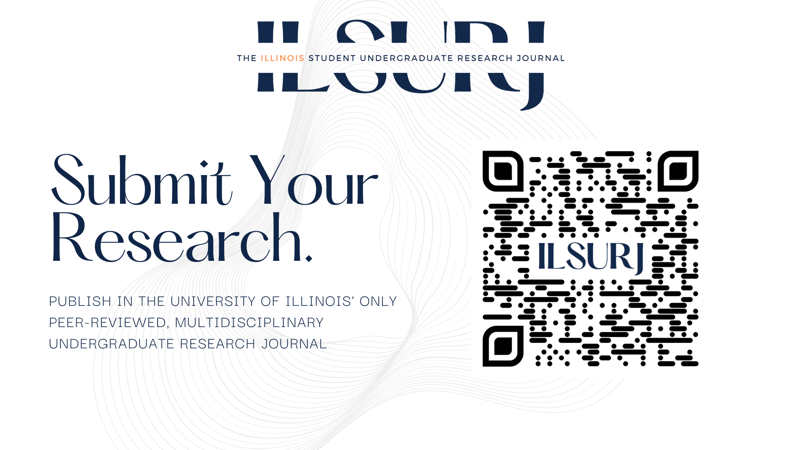 ILSURJ
THE ILLINOIS STUDENT UNDERGRADUATE RESEARCH JOURNAL
Submit Your
Research.
PUBLISH IN THE UNIVERSITY OF ILLINOIS' ONLY
PEER-REVIEWED, MULTIDISCIPLINARY
UNDERGRADUATE RESEARCH JOURNAL
ILSURJ